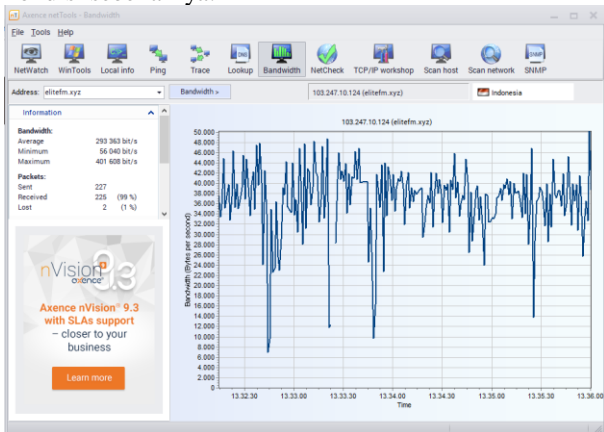 Axence netTools - Bandwidth
File Tools Help
NetWatch WinTools Local info Ping Trace Lookup Bandwidth NetCheck TCP/IP workshop Scan host Scan network SNMP
DNS
SNMP
Address: elitefm.xyz Bandwidth » 103.247.10.124 (elitefm.xyz) Indonesia
Information
Bandwidth:
Average 293 363 bit/s
Minimum 56 040 bit/s
Maximum 401 608 bit/s
Packets:
Sent 227
Received 225 (99 %)
Lost 2 (1 %)
nVision 9.3
axence
Axence nVision® 9.3
with SLAs support
– closer to your
business
Learn more
103.247.10.124 (elitefm.xyz)
Bandwidth (Bytes per second)
50.000
48.000
46.000
44.000
42.000
40.000
38.000
36.000
34.000
32.000
30.000
28.000
26.000
24.000
22.000
20.000
18.000
16.000
14.000
12.000
10.000
8.000
6.000
4.000
2.000
0
13.32.30 13.33.00 13.33.30 13.34.00 13.34.30 13.35.00 13.35.30 13.36.00
Time